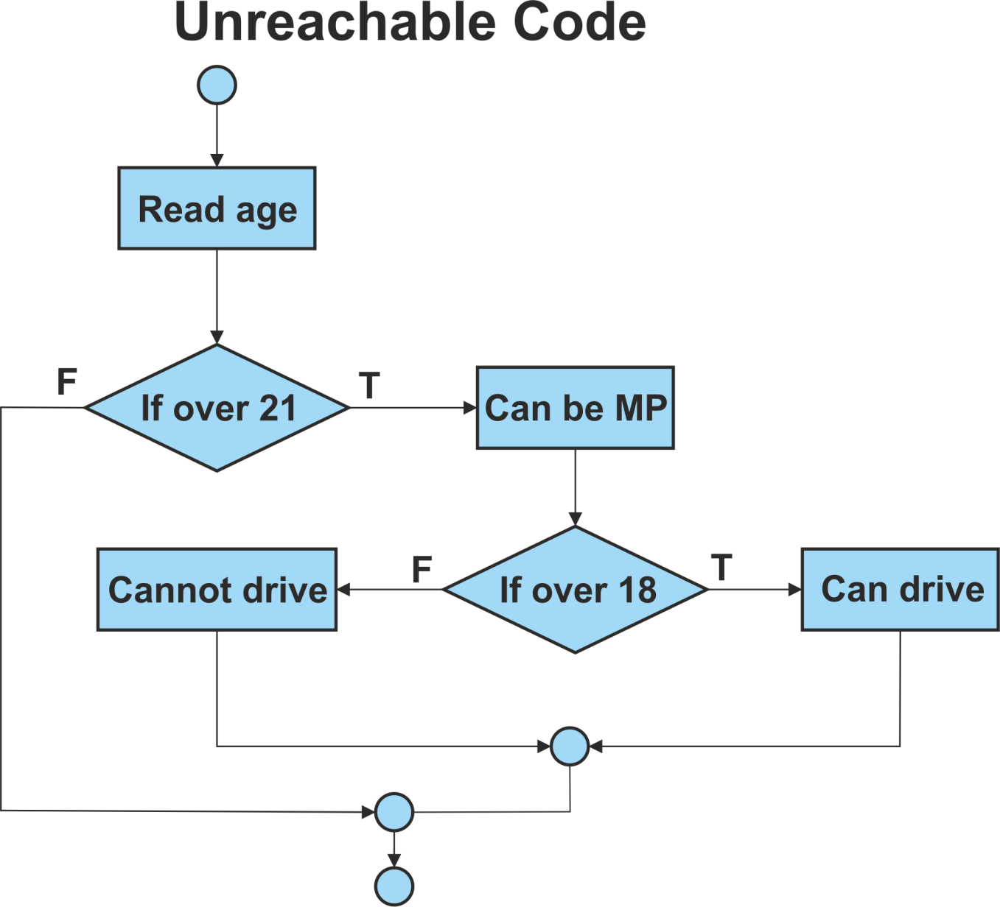 Unreachable Code
Read age
F
T
If over 21
Can be MP
F
T
Cannot drive
If over 18
Can drive